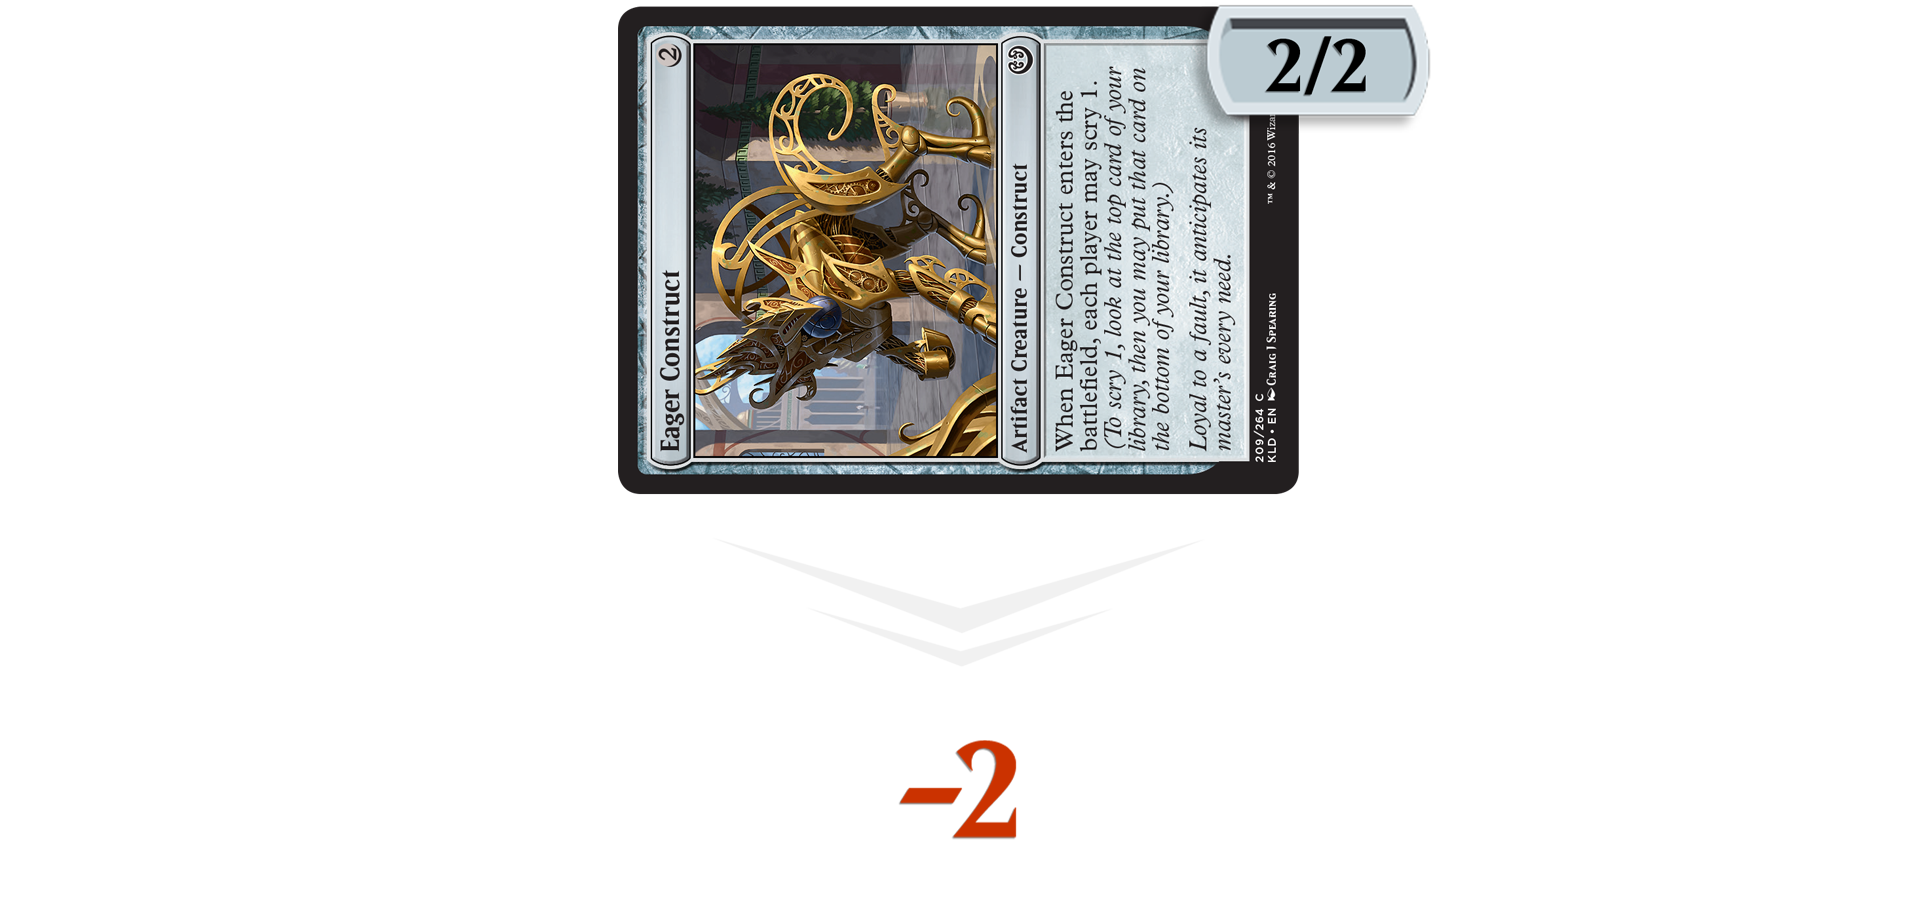 Eager Construct
2
Artifact Creature — Construct
When Eager Construct enters the
battlefield, each player may scry 1.
(To scry 1, look at the top card of your
library, then you may put that card on
the bottom of your library.)
Loyal to a fault, it anticipates its
master's every need.
2/2
209/264 C
KLD • EN CRAIG J SPEARING
™ & © 2016
-2